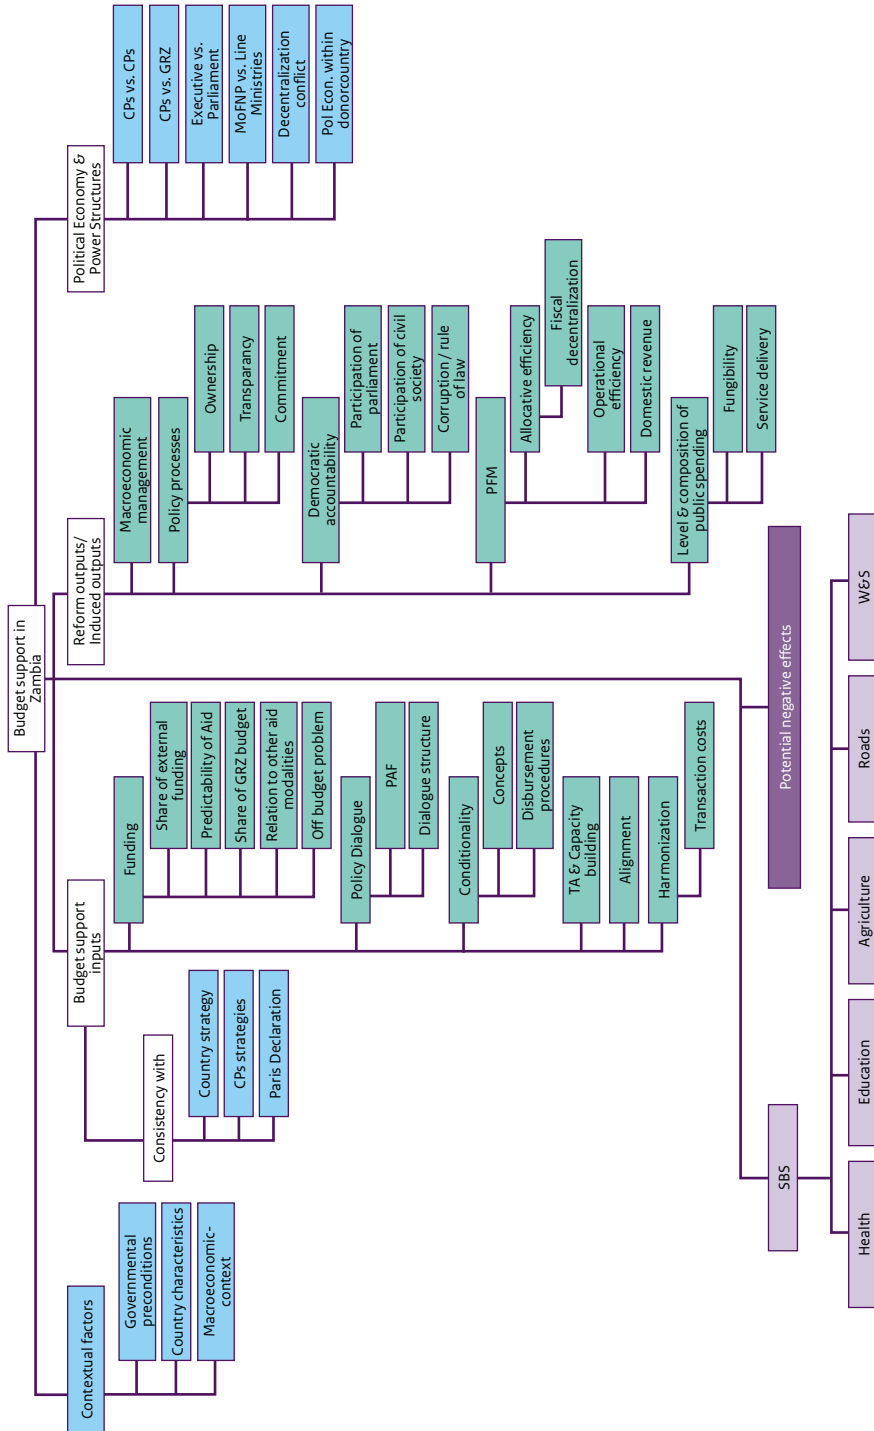 Budget support in
Zambia
Contextual factors
Governmental
preconditions
Country characteristics
Macroeconomic-
context
Budget support
inputs
Consistency with
Country strategy
CPs strategies
Paris Declaration
Funding
Share of external
funding
Predictability of Aid
Share of GRZ budget
Relation to other aid
modalities
Off budget problem
Policy Dialogue
PAF
Dialogue structure
Conditionality
Concepts
Disbursement
procedures
TA & Capacity
building
Alignment
Harmonization
Transaction costs
Reform outputs/
Induced outputs
Macroeconomic
management
Policy processes
Ownership
Transparancy
Commitment
Democratic
accountability
Participation of
parliament
Participation of civil
society
Corruption / rule
of law
PFM
Allocative efficiency
Fiscal
decentralization
Operational
efficiency
Domestic revenue
Level & composition of
public spending
Fungibility
Service delivery
Political Economy &
Power Structures
CPs vs. CPs
CPs vs. GRZ
Executive vs.
Parliament
MoFNP vs. Line
Ministries
Decentralization
conflict
Pol Econ. within
donorcountry
SBS
Potential negative effects
Health
Education
Agriculture
Roads
W&S